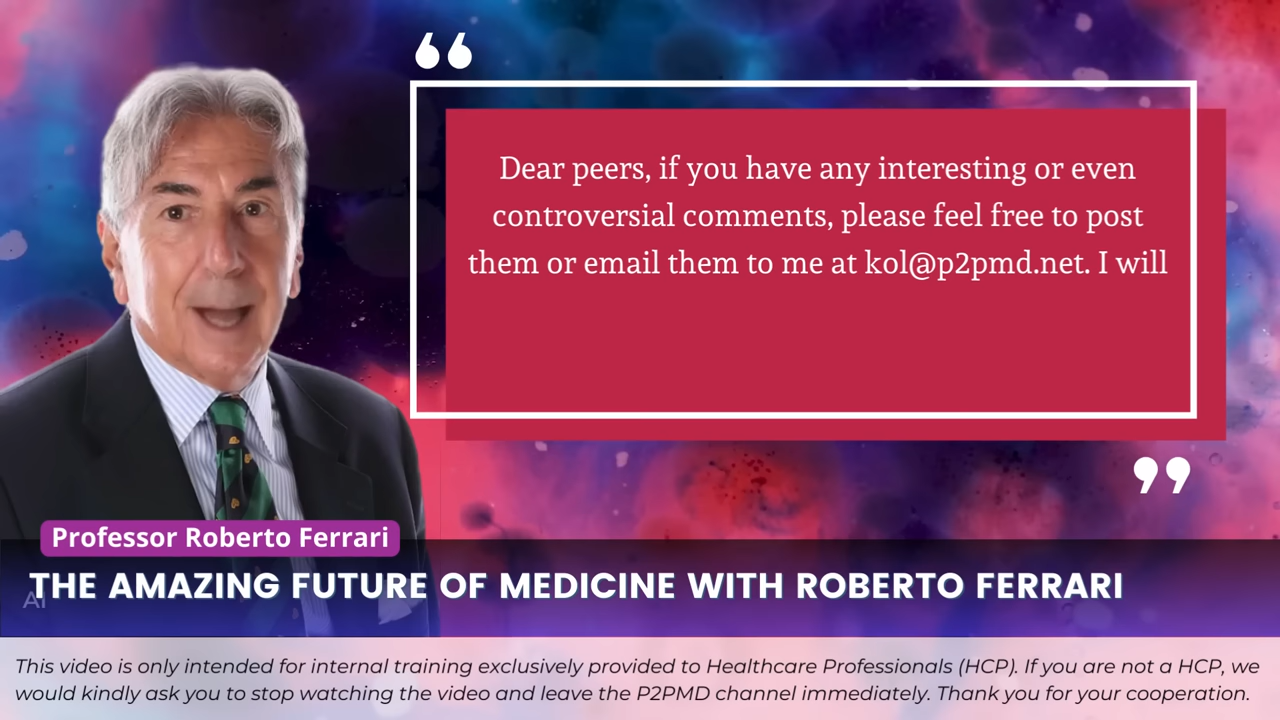 Dear peers, if you have any interesting or even
controversial comments, please feel free to post
them or email them to me at kol@p2pmd.net. I will
Professor Roberto Ferrari
THE AMAZING FUTURE OF MEDICINE WITH ROBERTO FERRARI
AI
This video is only intended for internal training exclusively provided to Healthcare Professionals (HCP). If you are not a HCP, we
would kindly ask you to stop watching the video and leave the P2PMD channel immediately. Thank you for your cooperation.